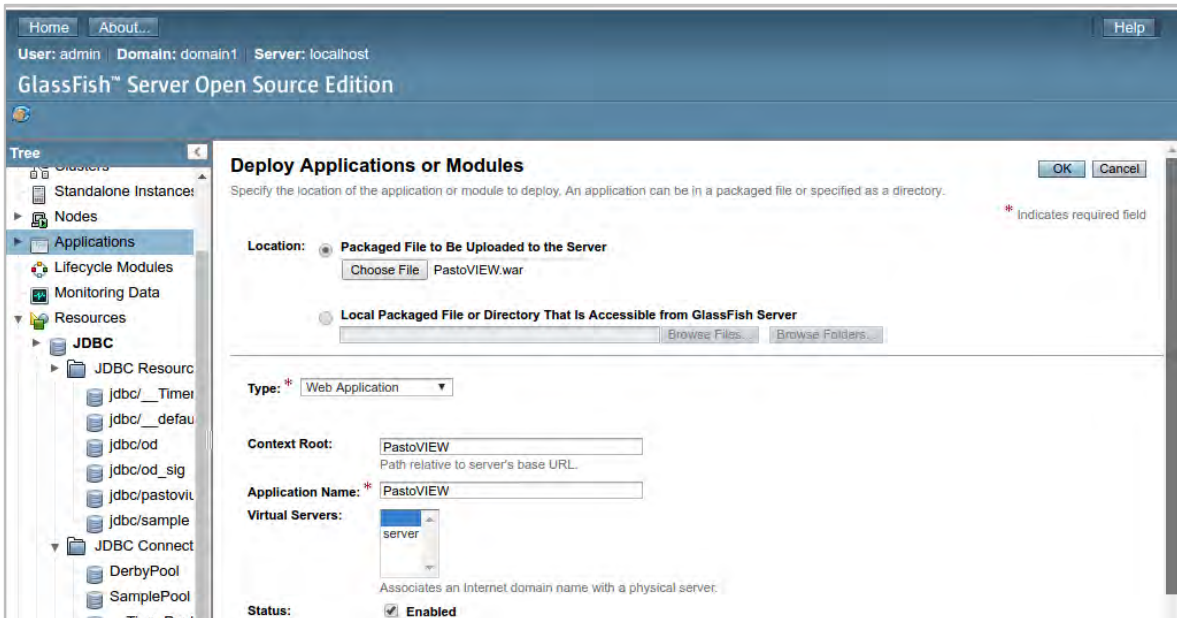 Home About... Help
User: admin Domain: domain1 Server: localhost
GlassFish™ Server Open Source Edition
Tree
Clusters
Standalone Instances
Nodes
Applications
Lifecycle Modules
Monitoring Data
Resources
JDBC
JDBC Resourc
jdbc/__Timer
jdbc/__defau
jdbc/od
jdbc/od_sig
jdbc/pastoviu
jdbc/sample
JDBC Connect
DerbyPool
SamplePool
Deploy Applications or Modules
OK Cancel
Specify the location of the application or module to deploy. An application can be in a packaged file or specified as a directory.
* Indicates required field
Location: Packaged File to Be Uploaded to the Server
Choose File PastoVIEW.war
Local Packaged File or Directory That Is Accessible from GlassFish Server
Browse Files... Browse Folders...
Type: * Web Application
Context Root: PastoVIEW
Path relative to server's base URL.
Application Name: * PastoVIEW
Virtual Servers:
server
Associates an Internet domain name with a physical server.
Status: Enabled